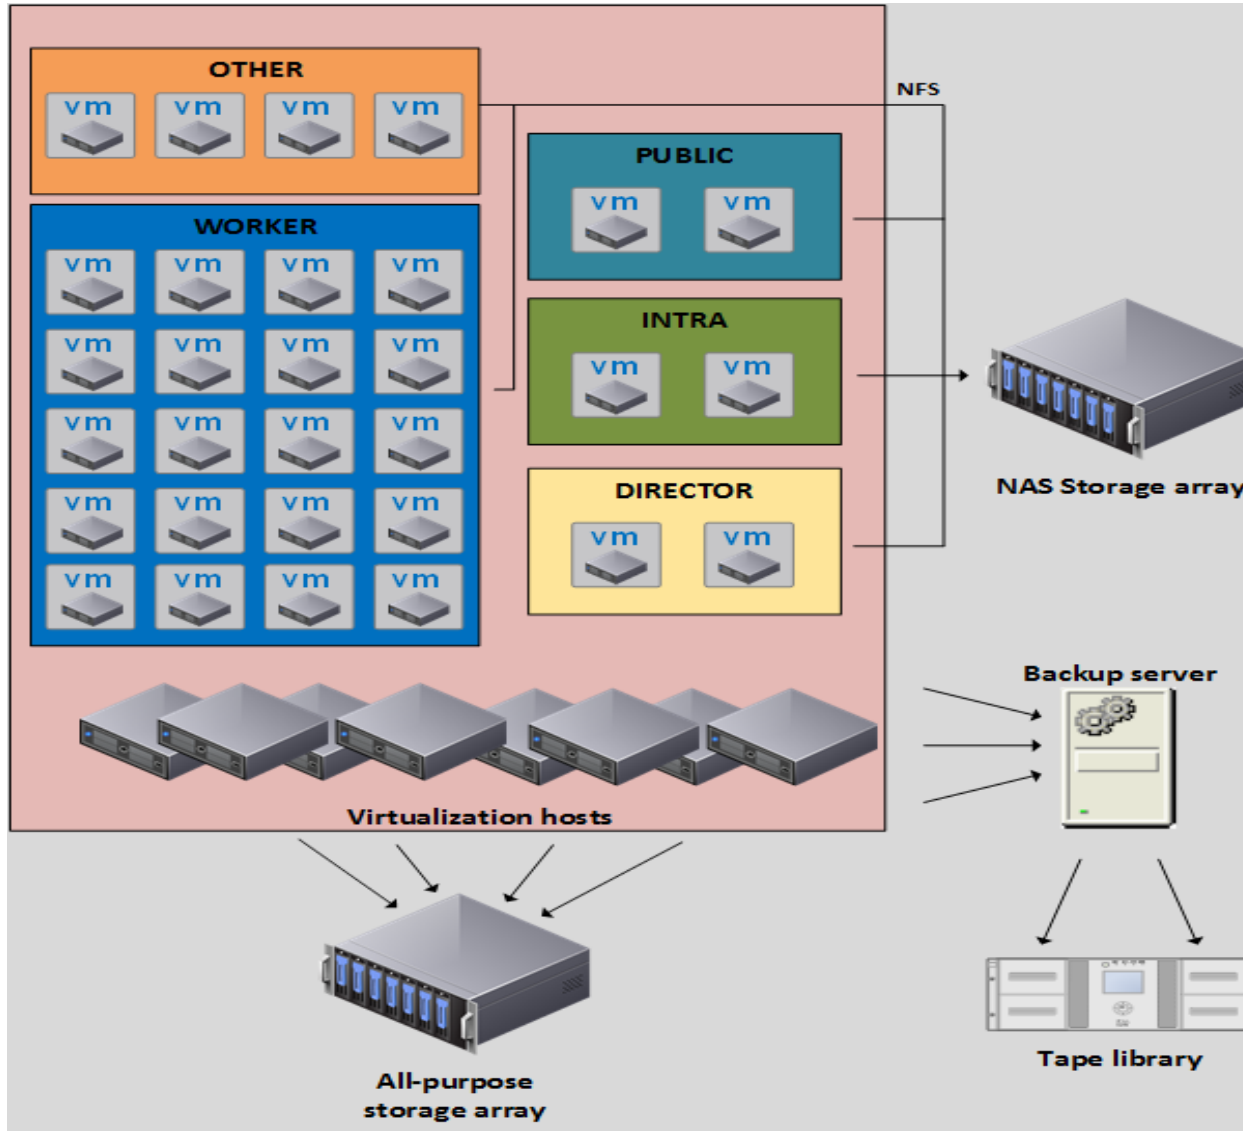 OTHER
vm vm vm vm
NFS
PUBLIC
vm vm
WORKER
vm vm vm vm
vm vm vm vm
vm vm vm vm
vm vm vm vm
vm vm vm vm
INTRA
vm vm
DIRECTOR
vm vm
NAS Storage array
Virtualization hosts
Backup server
All-purpose
storage array
Tape library